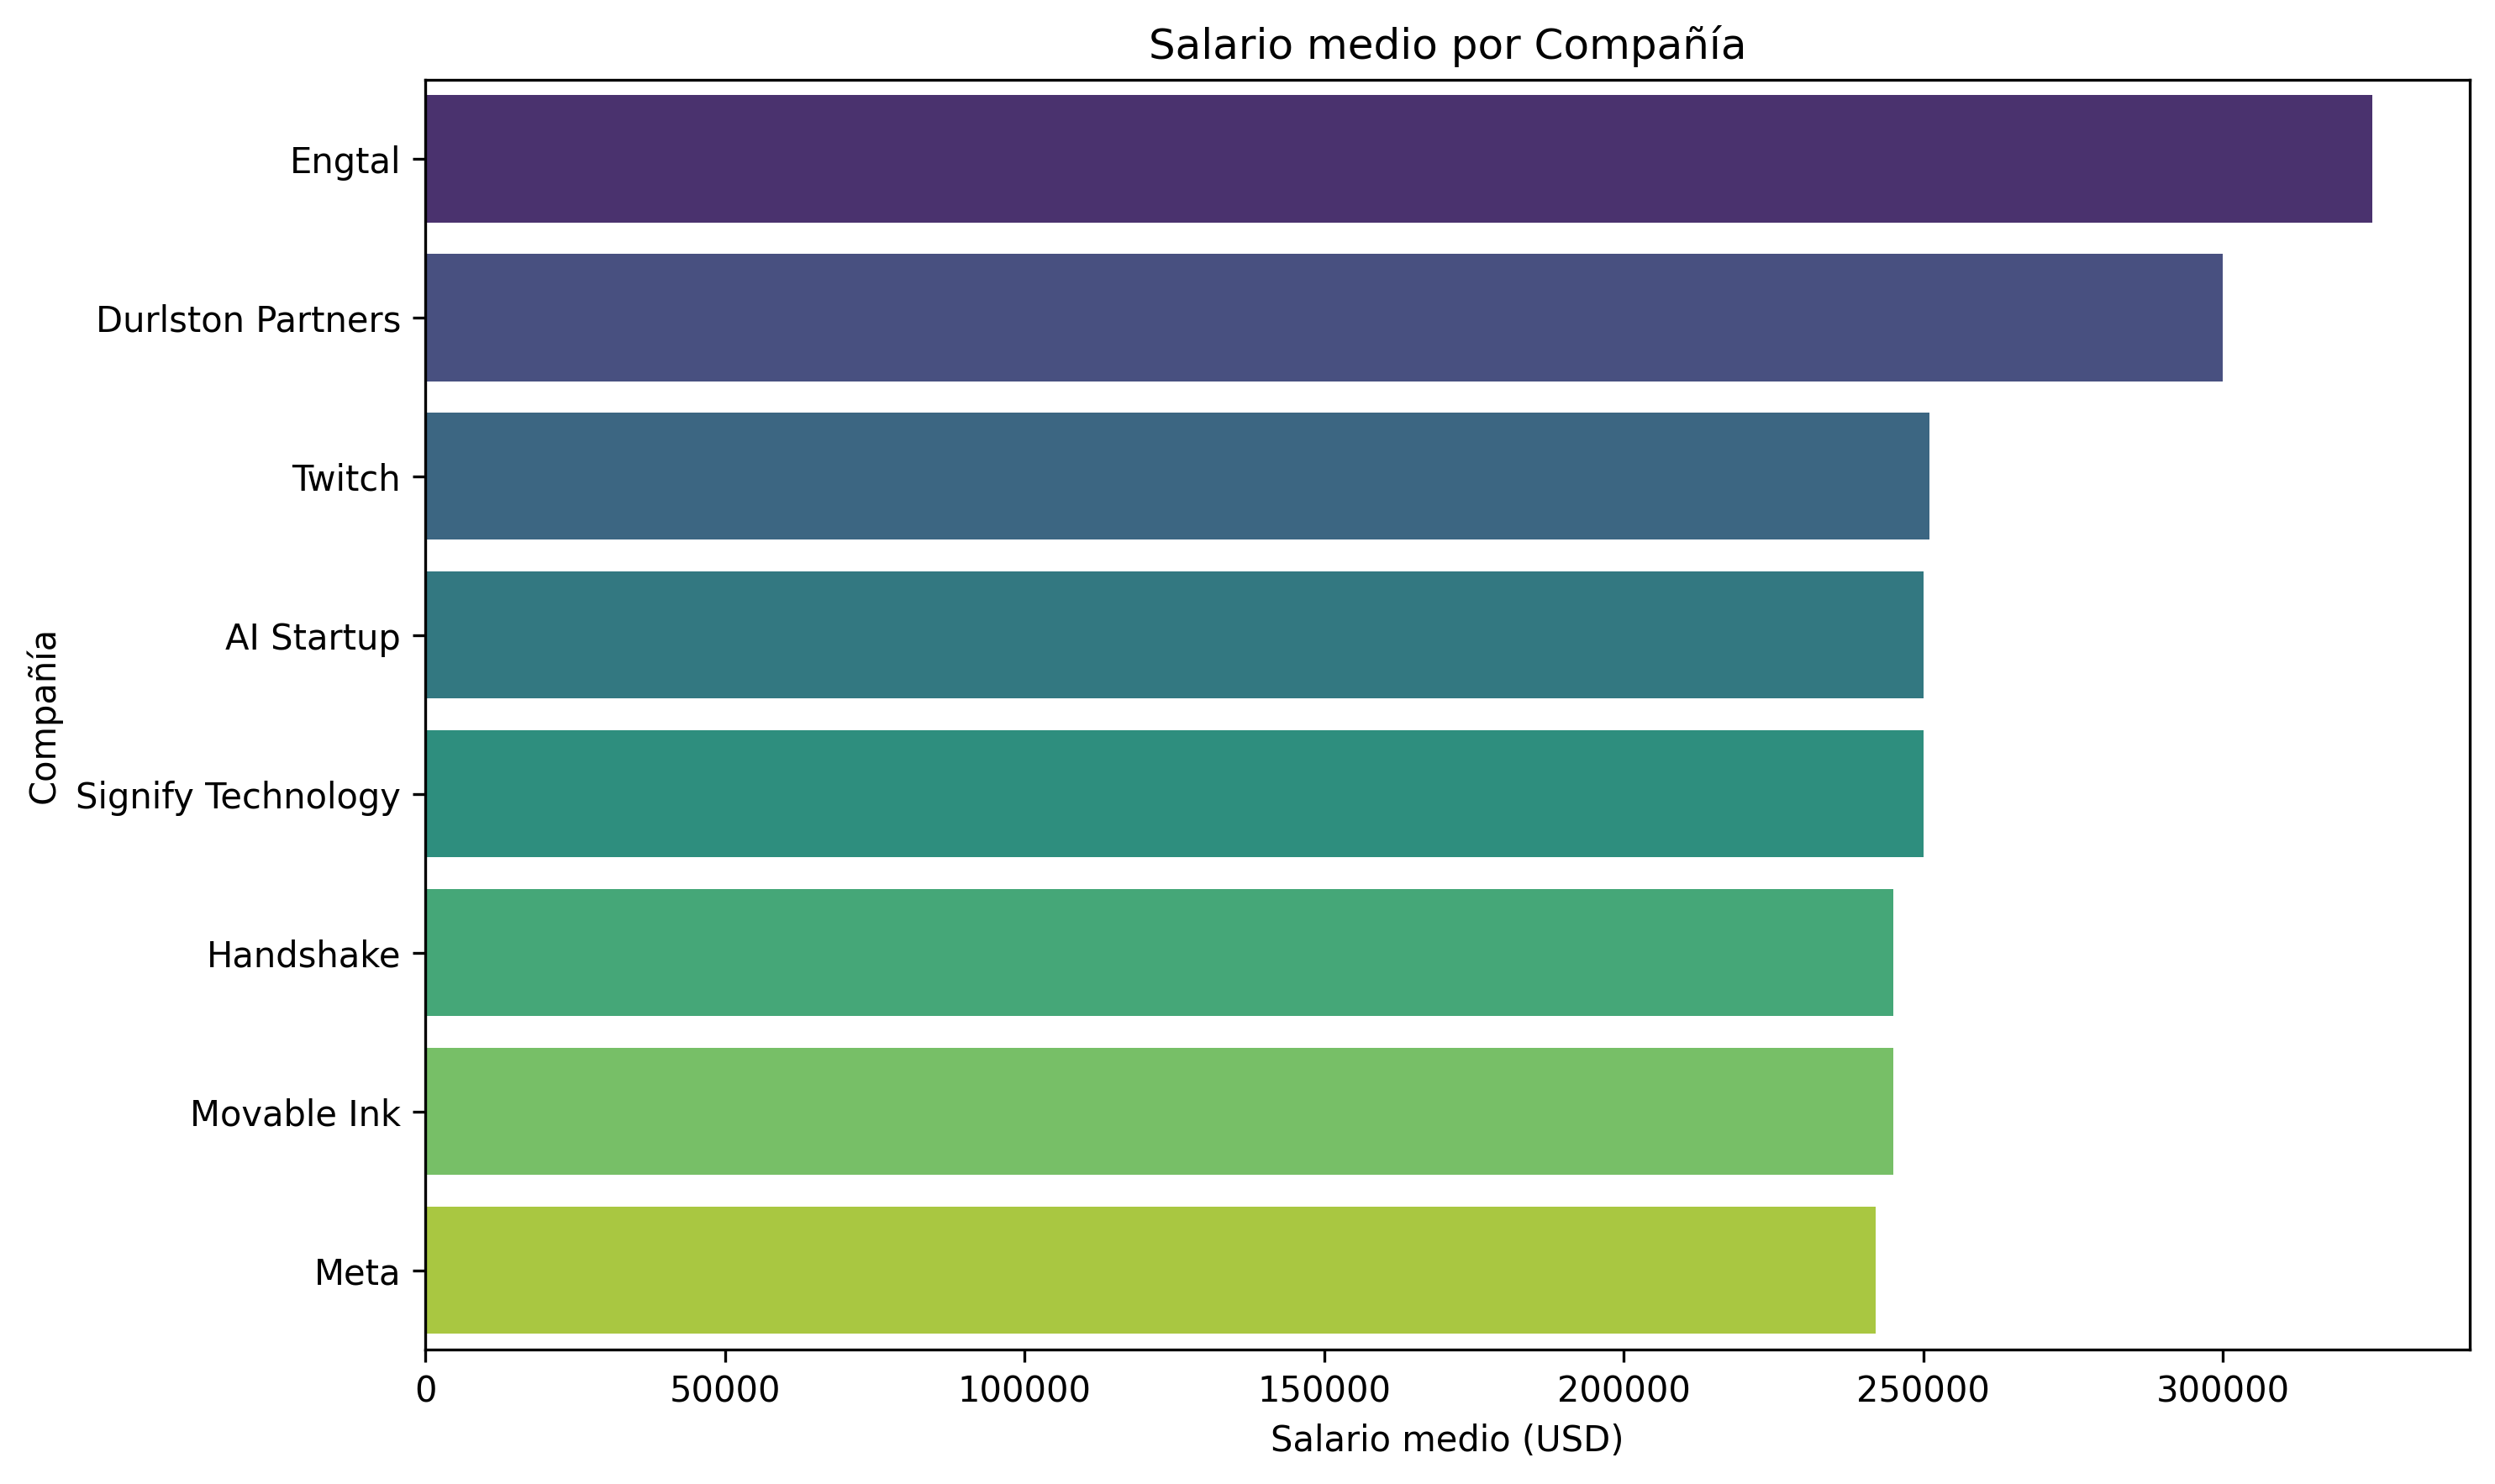 Salario medio por Compañía
Compañía
Engtal
Durlston Partners
Twitch
AI Startup
Signify Technology
Handshake
Movable Ink
Meta
0 50000 100000 150000 200000 250000 300000
Salario medio (USD)